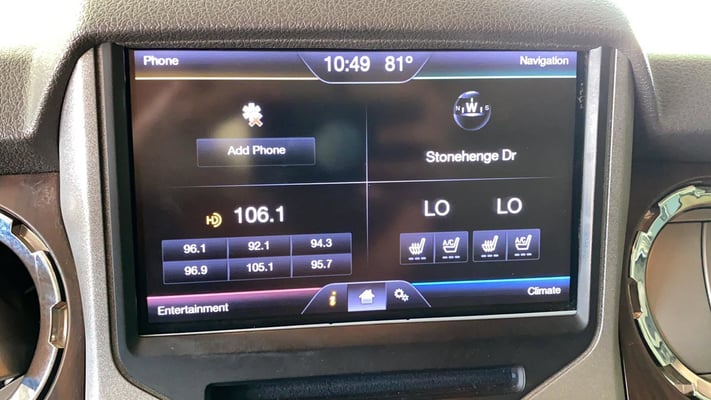 Phone
10:49 81°
Navigation
Add Phone
N W S
Stonehenge Dr
HD 106.1
96.1 92.1 94.3
96.9 105.1 95.7
LO LO
A/C A/C
Entertainment
i
Climate